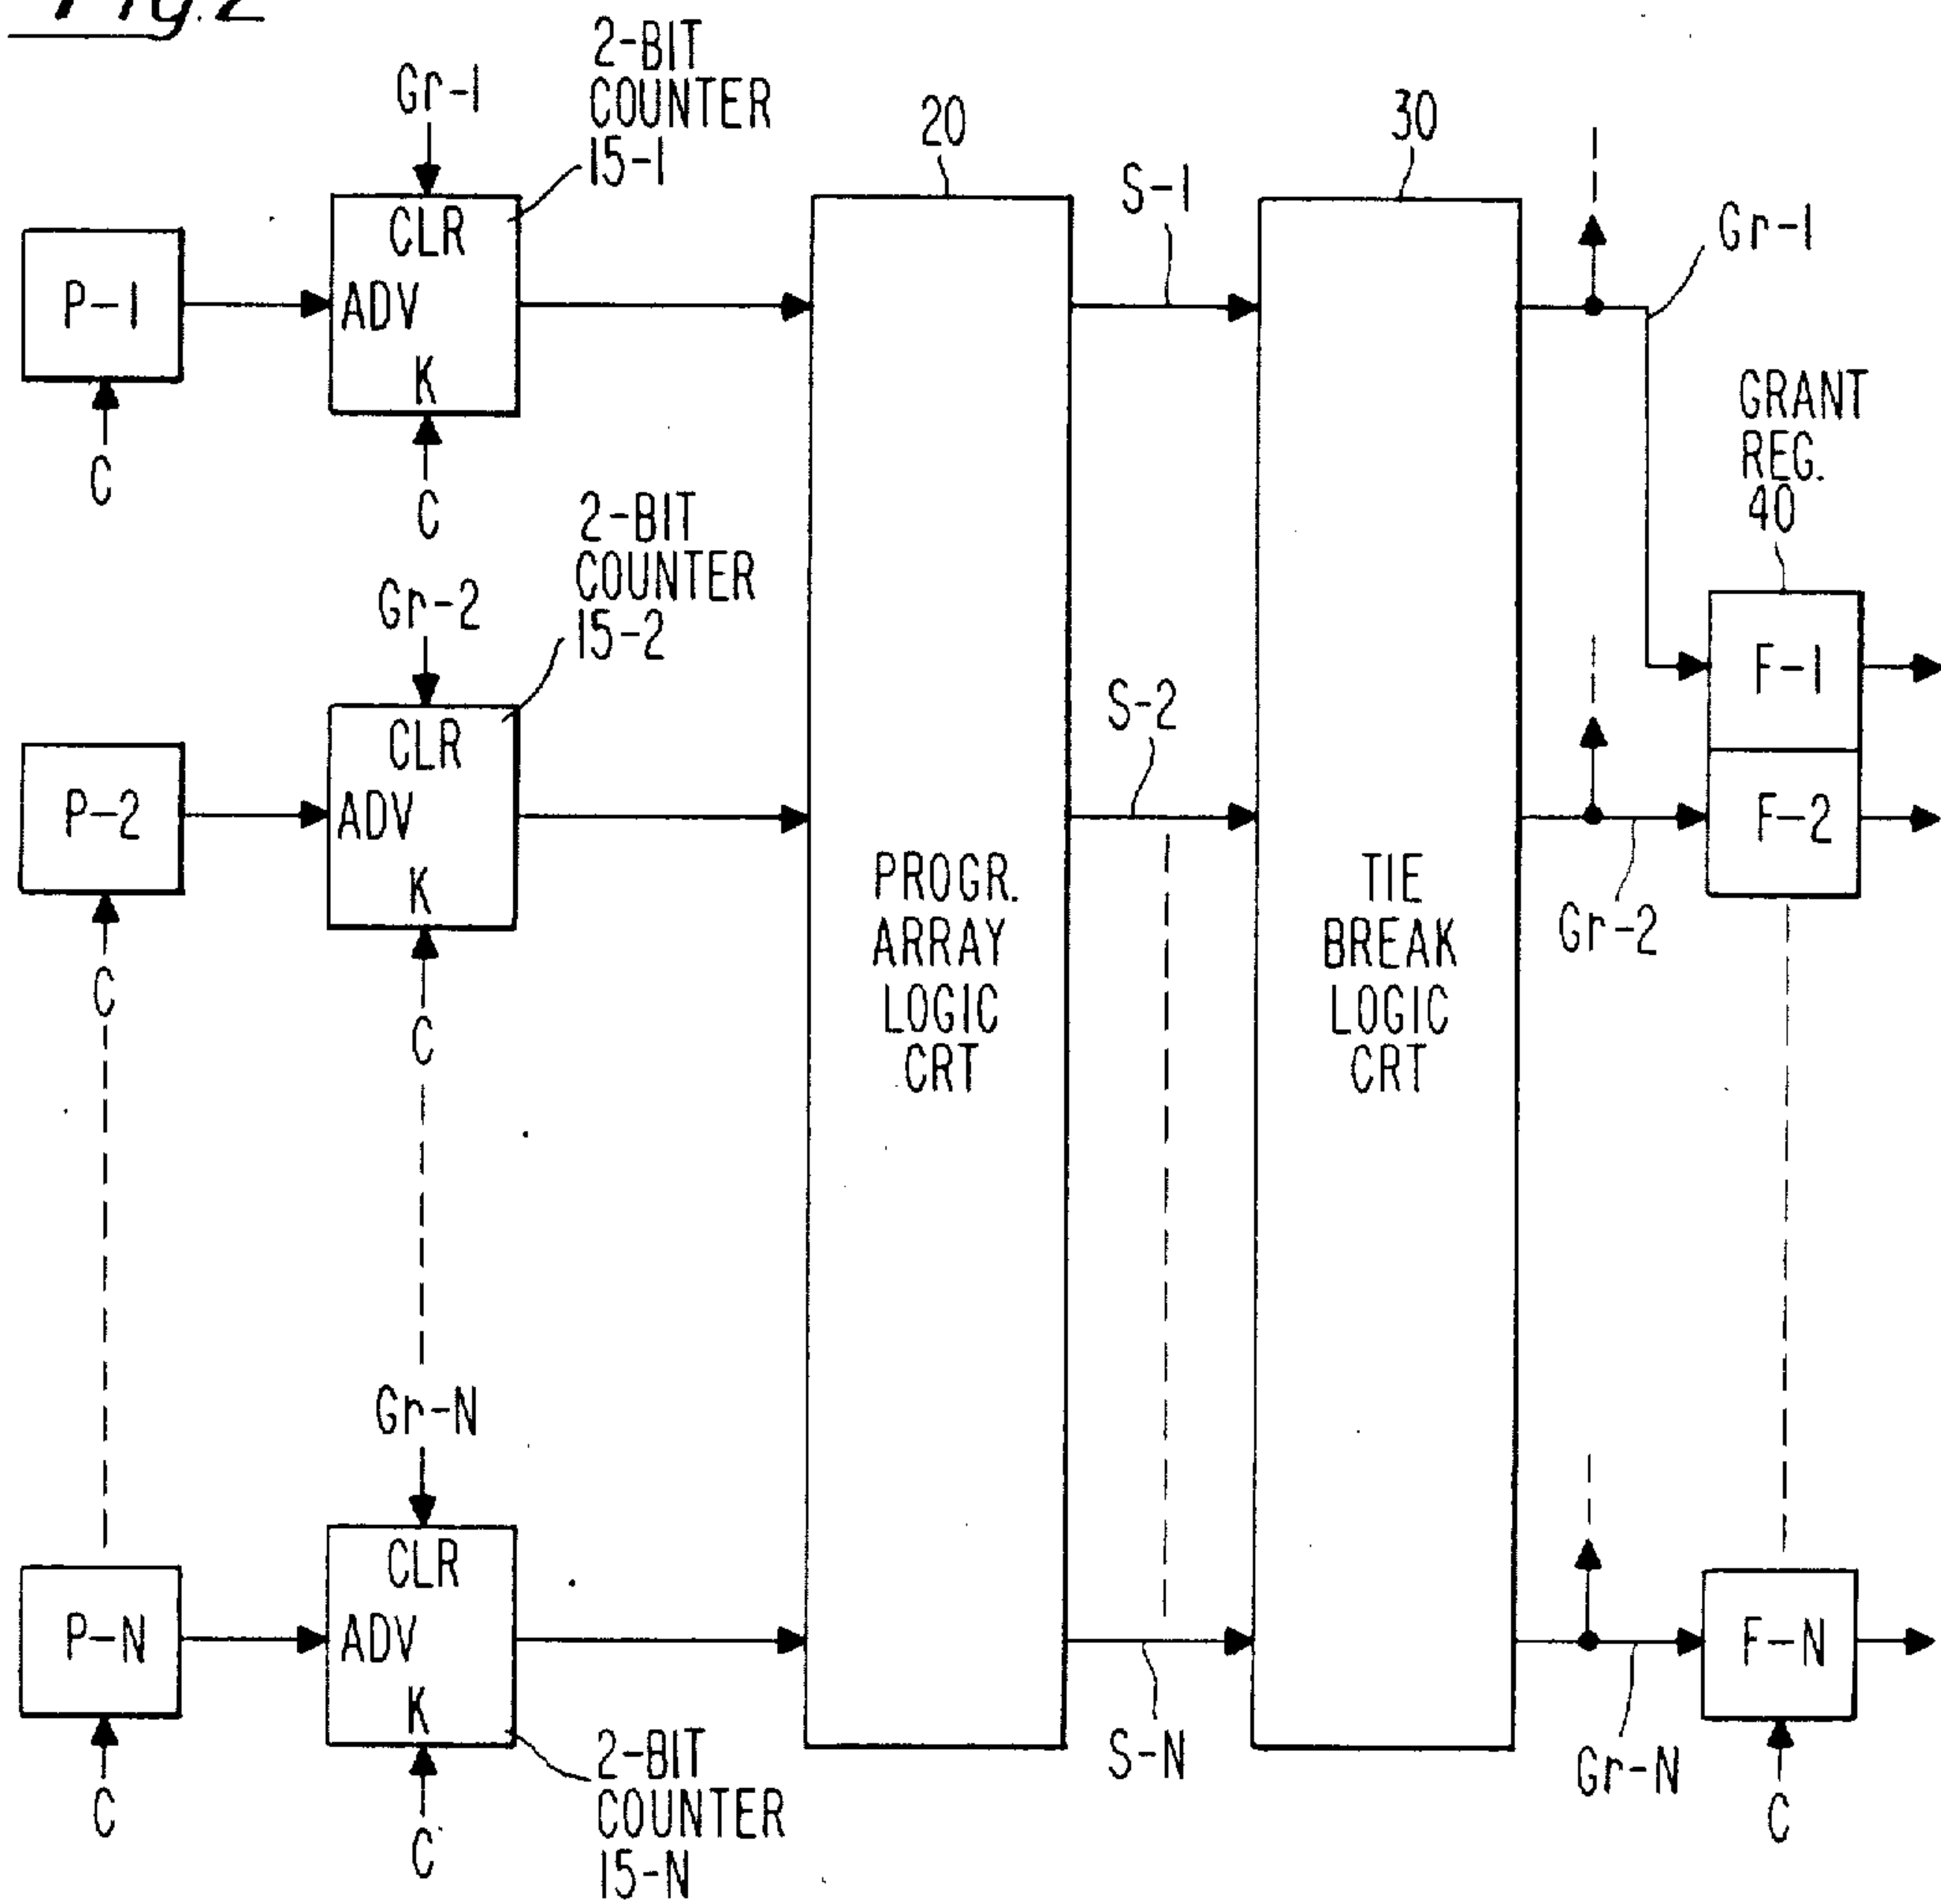 Fig. 2
2-BIT
COUNTER
15-1
Gr-1
20
30
S-1
Gr-1
CLR
ADV
K
P-1
C
C
GRANT
REG.
40
2-BIT
COUNTER
15-2
Gr-2
S-2
CLR
ADV
K
P-2
C
C
F-1
F-2
Gr-2
PROGR.
ARRAY
LOGIC
CRT
TIE
BREAK
LOGIC
CRT
Gr-N
CLR
ADV
K
P-N
C
C
2-BIT
COUNTER
15-N
S-N
Gr-N
F-N
C